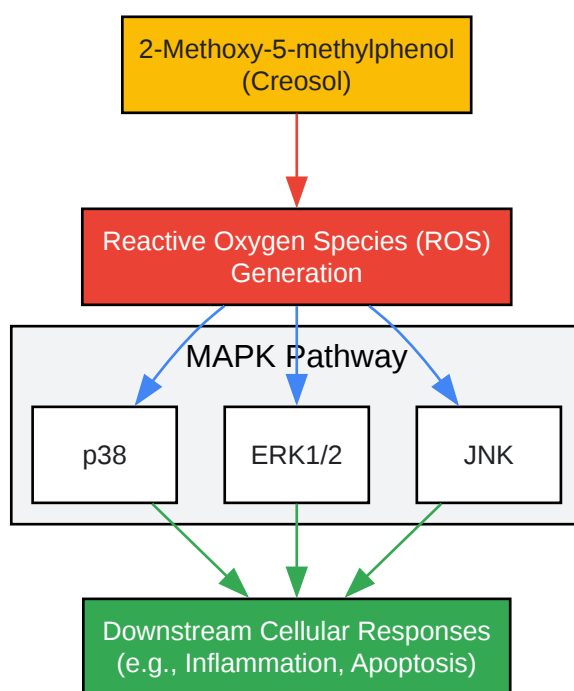 2-Methoxy-5-methylphenol
(Creosol)
Reactive Oxygen Species (ROS)
Generation
MAPK Pathway
p38
ERK1/2
JNK
Downstream Cellular Responses
(e.g., Inflammation, Apoptosis)